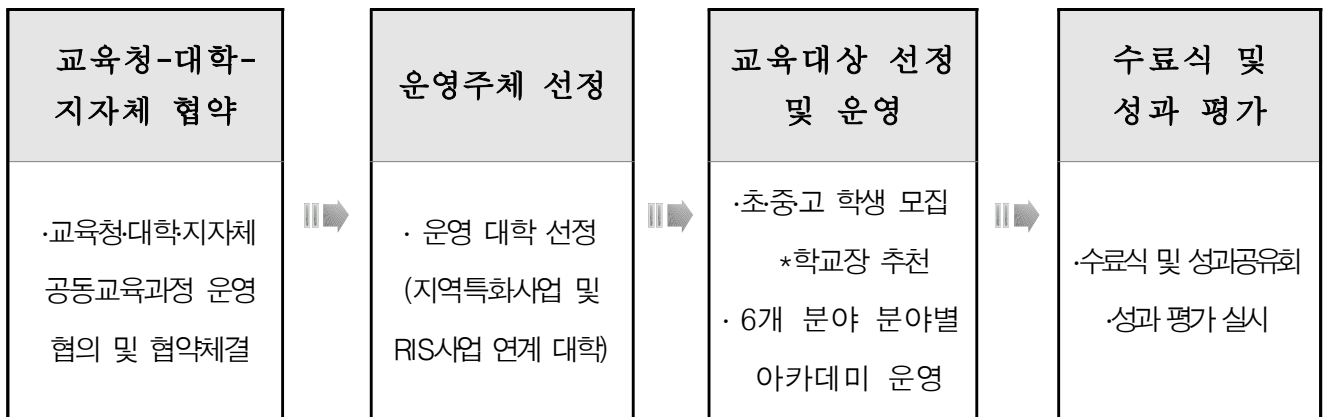 교육청-대학-
지자체 협약
·교육청·대학·지자체
공동교육과정 운영
협의 및 협약체결
운영주체 선정
· 운영 대학 선정
(지역특화사업 및
RIS사업 연계 대학)
교육대상 선정
및 운영
·초·중·고 학생 모집
*학교장 추천
· 6개 분야 분야별
아카데미 운영
수료식 및
성과 평가
·수료식 및 성과공유회
·성과 평가 실시